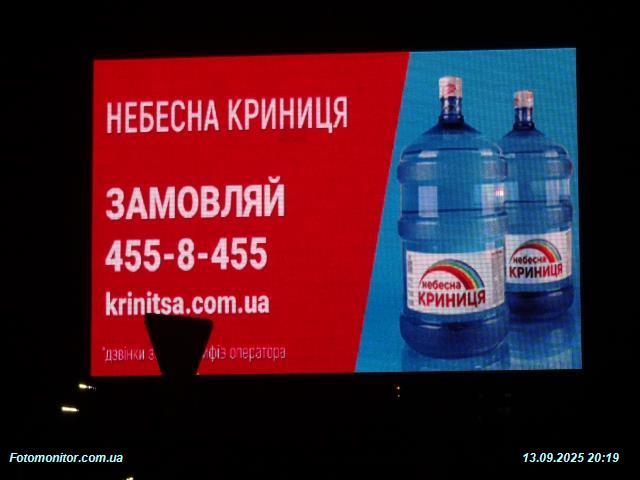 НЕБЕСНА КРИНИЦЯ
ЗАМОВЛЯЙ
455-8-455
krinitsa.com.ua
*дзвінки оператора
небесна
КРИНИЦЯ
небесна
КРИНИЦЯ
Fotomonitor.com.ua
13.09.2025 20:19